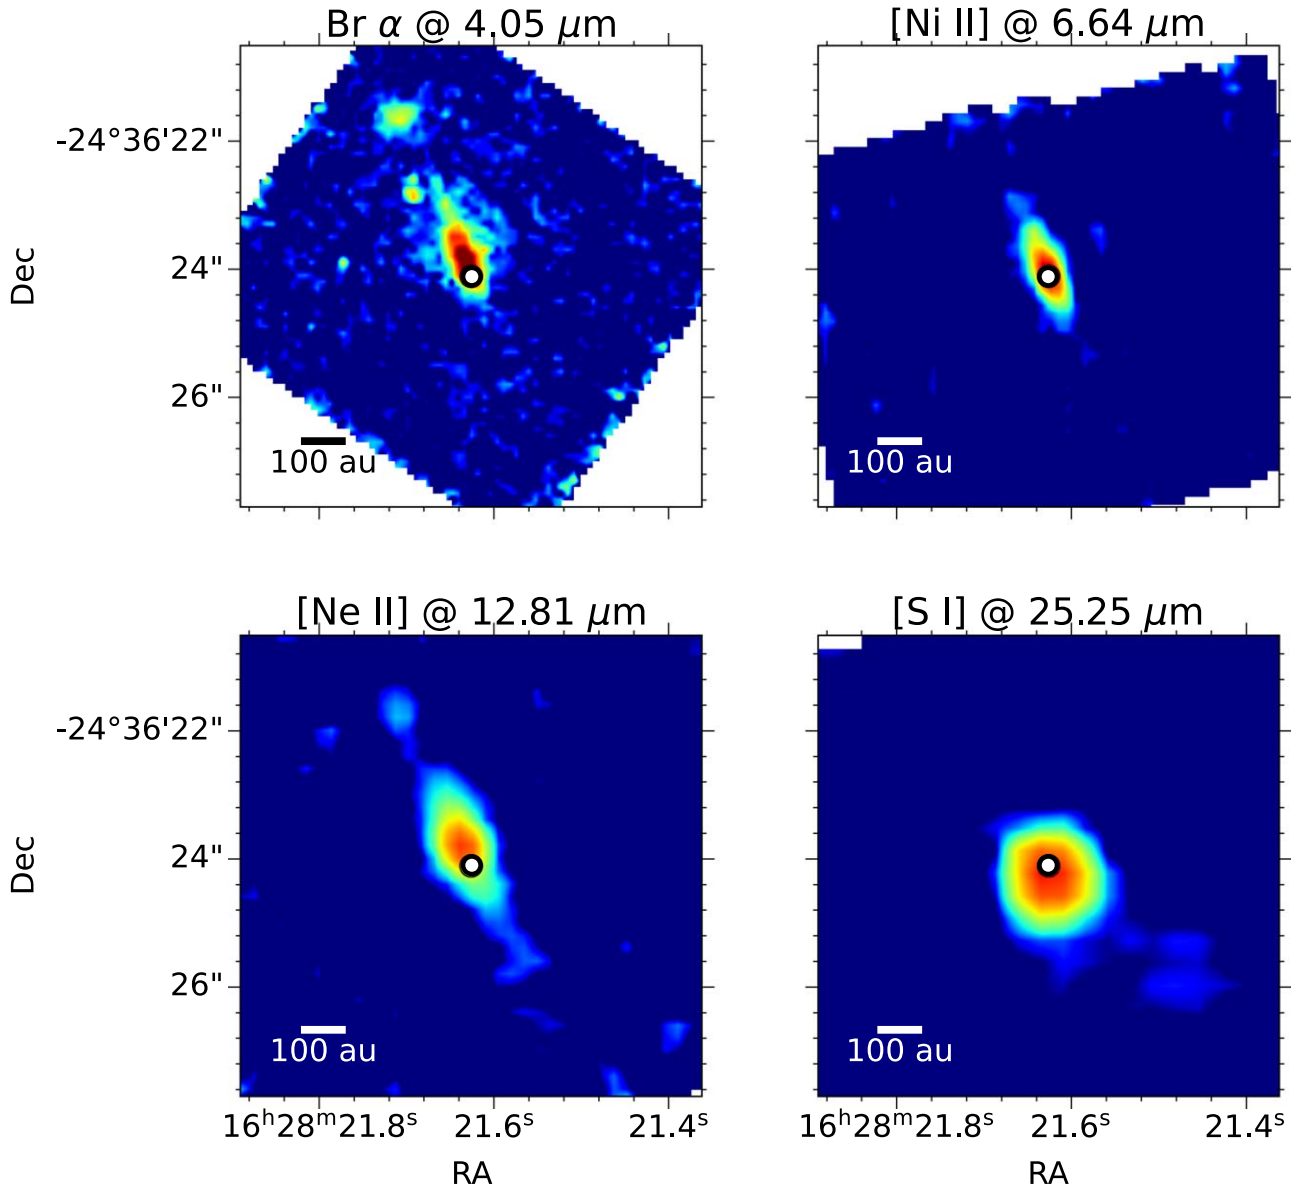 Br α @ 4.05 μm
[Ni II] @ 6.64 μm
-24°36'22"
24"
26"
Dec
100 au
100 au
[Ne II] @ 12.81 μm
[S I] @ 25.25 μm
-24°36'22"
24"
26"
Dec
100 au
100 au
16ʰ28ᵐ21.8ˢ 21.6ˢ 21.4ˢ
16ʰ28ᵐ21.8ˢ 21.6ˢ 21.4ˢ
RA
RA